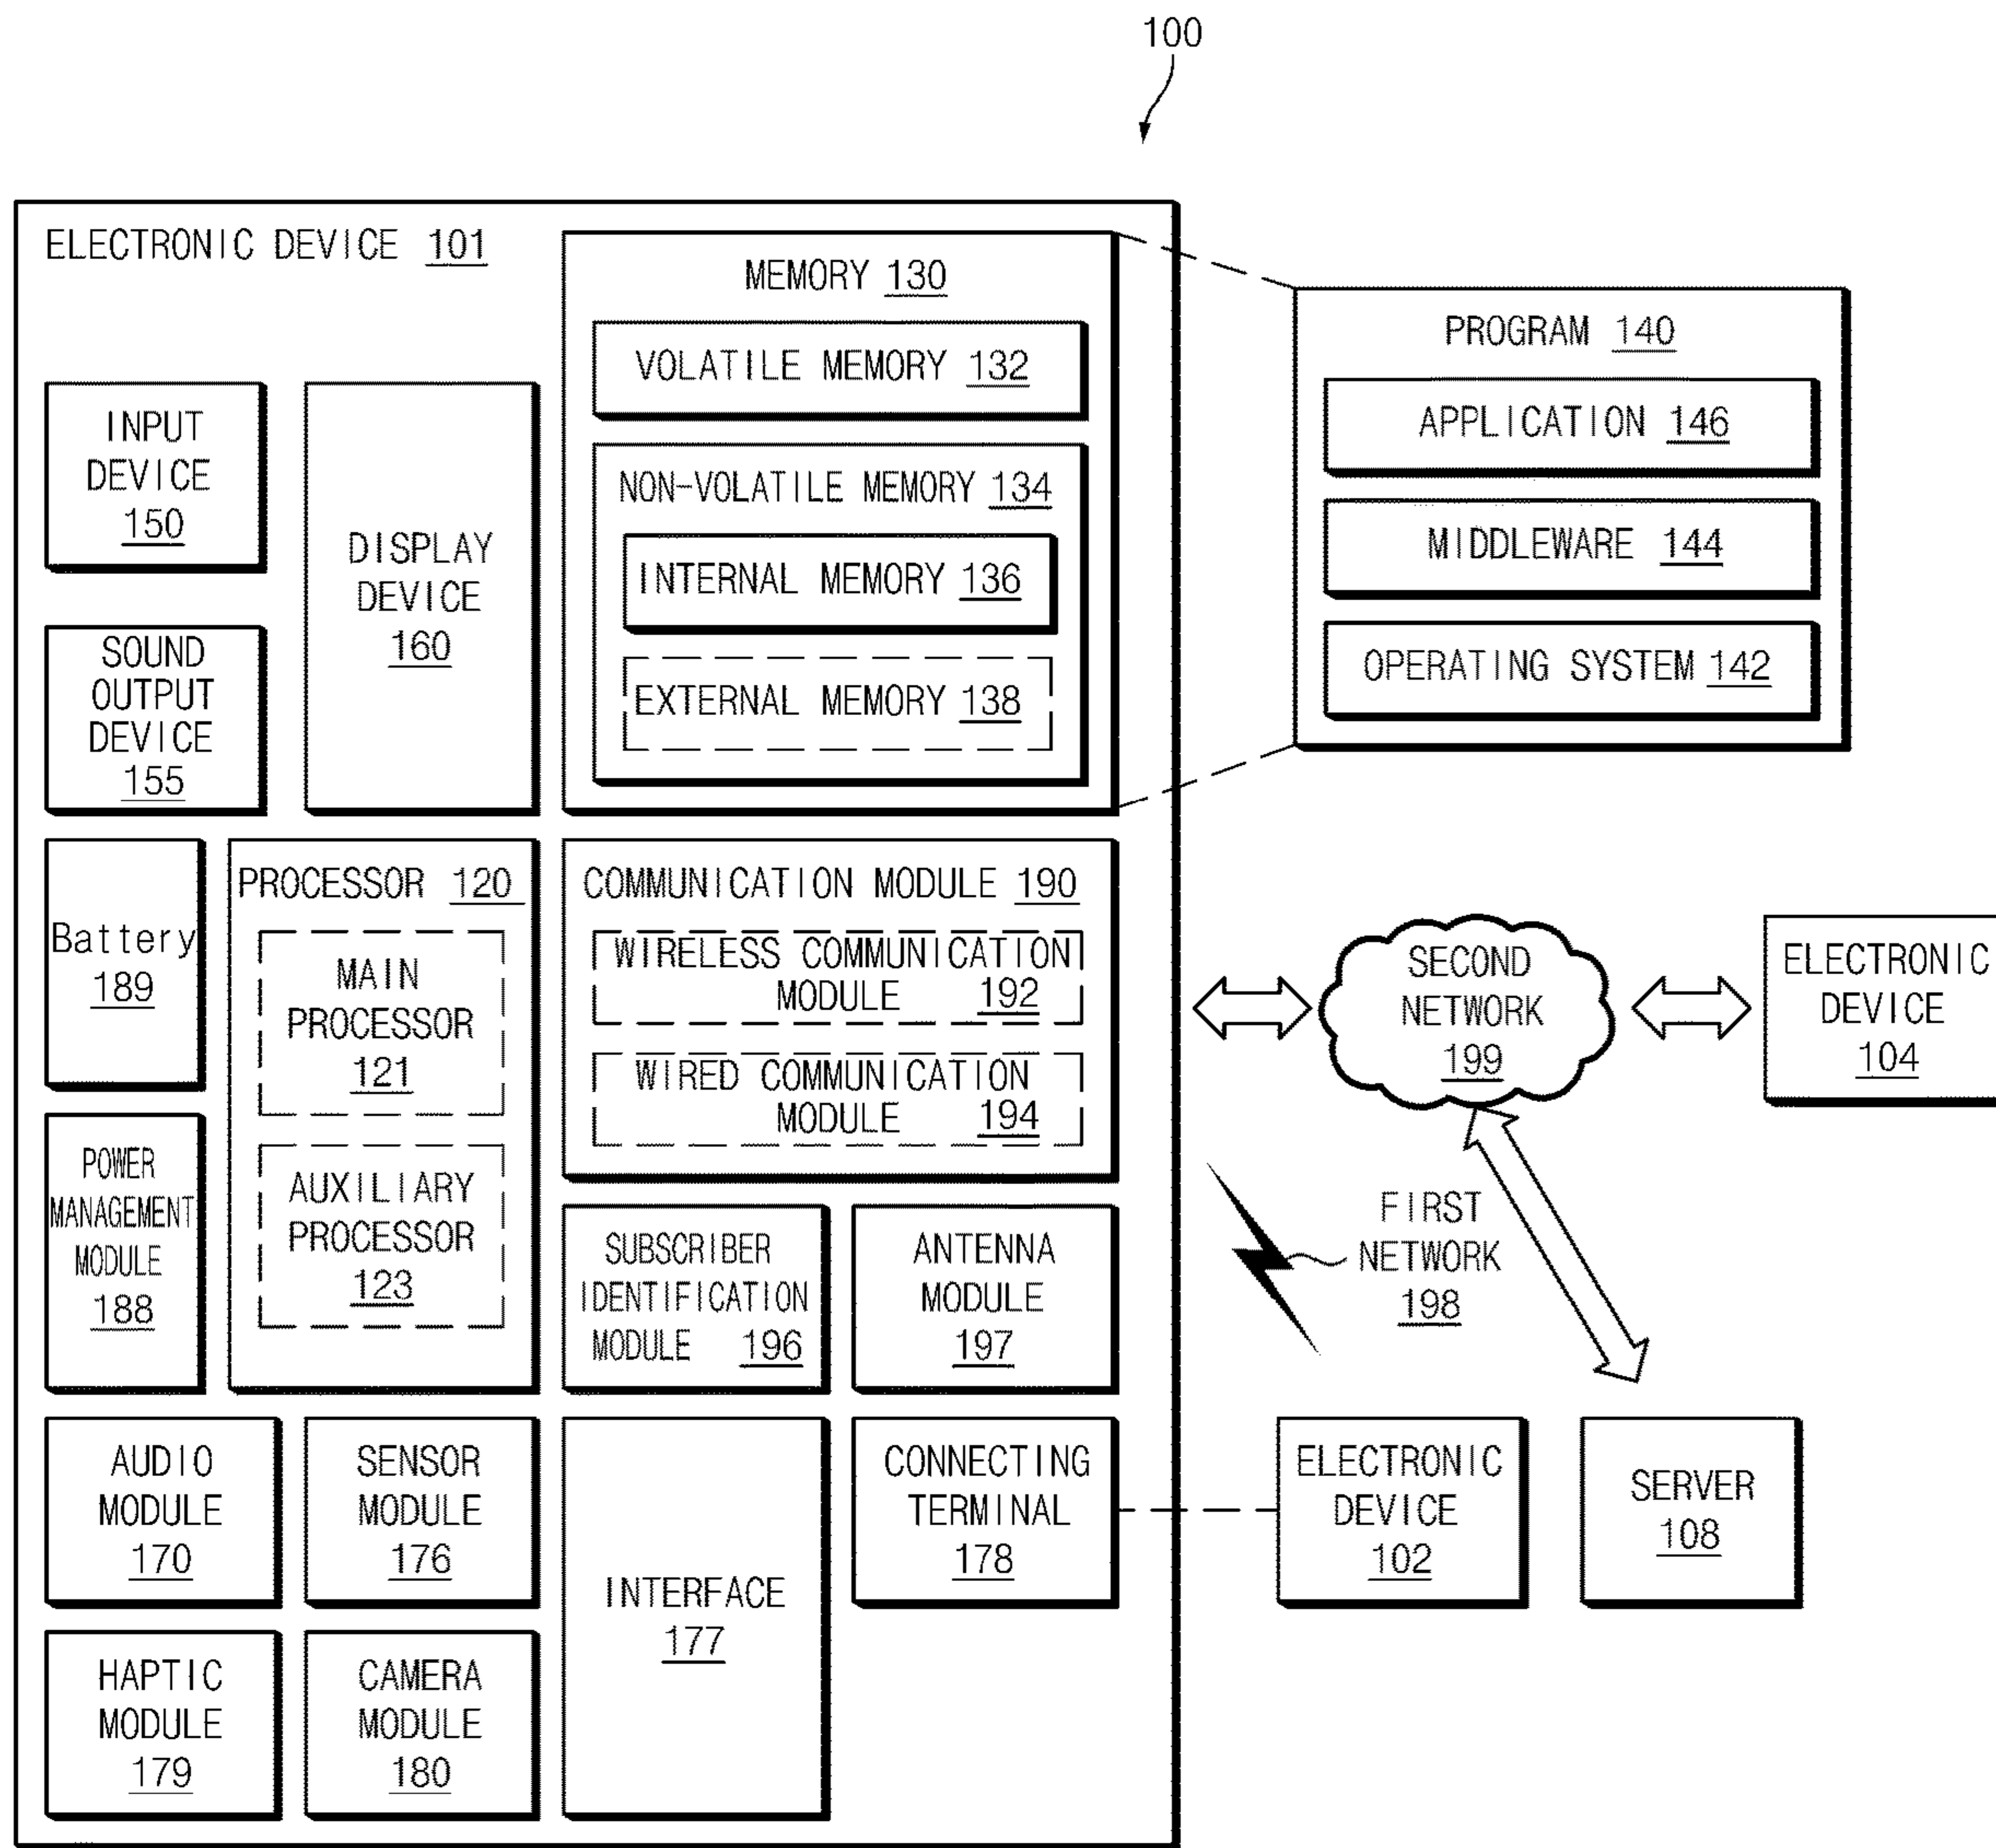 100
ELECTRONIC DEVICE 101
MEMORY 130
VOLATILE MEMORY 132
NON-VOLATILE MEMORY 134
INTERNAL MEMORY 136
EXTERNAL MEMORY 138
PROGRAM 140
APPLICATION 146
MIDDLEWARE 144
OPERATING SYSTEM 142
INPUT
DEVICE
150
DISPLAY
DEVICE
160
SOUND
OUTPUT
DEVICE
155
Battery
189
PROCESSOR 120
MAIN
PROCESSOR
121
AUXILIARY
PROCESSOR
123
POWER
MANAGEMENT
MODULE
188
COMMUNICATION MODULE 190
WIRELESS COMMUNICATION
MODULE 192
WIRED COMMUNICATION
MODULE 194
SUBSCRIBER
IDENTIFICATION
MODULE 196
ANTENNA
MODULE
197
SECOND
NETWORK
199
ELECTRONIC
DEVICE
104
FIRST
NETWORK
198
AUDIO
MODULE
170
SENSOR
MODULE
176
INTERFACE
177
CONNECTING
TERMINAL
178
ELECTRONIC
DEVICE
102
SERVER
108
HAPTIC
MODULE
179
CAMERA
MODULE
180